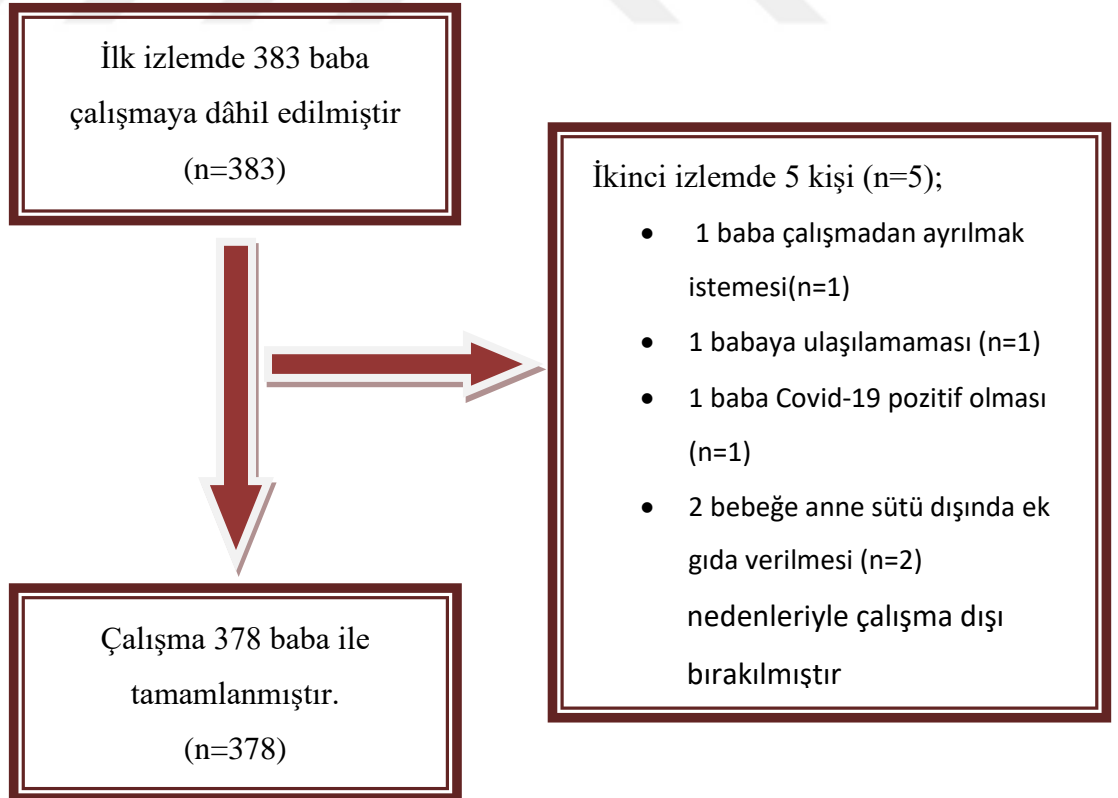 İlk izlemde 383 baba
çalışmaya dâhil edilmiştir
(n=383)
İkinci izlemde 5 kişi (n=5);
• 1 baba çalışmadan ayrılmak
istemesi(n=1)
• 1 babaya ulaşılamaması (n=1)
• 1 baba Covid-19 pozitif olması
(n=1)
• 2 bebeğe anne sütü dışında ek
gıda verilmesi (n=2)
nedenleriyle çalışma dışı
bırakılmıştır
Çalışma 378 baba ile
tamamlanmıştır.
(n=378)